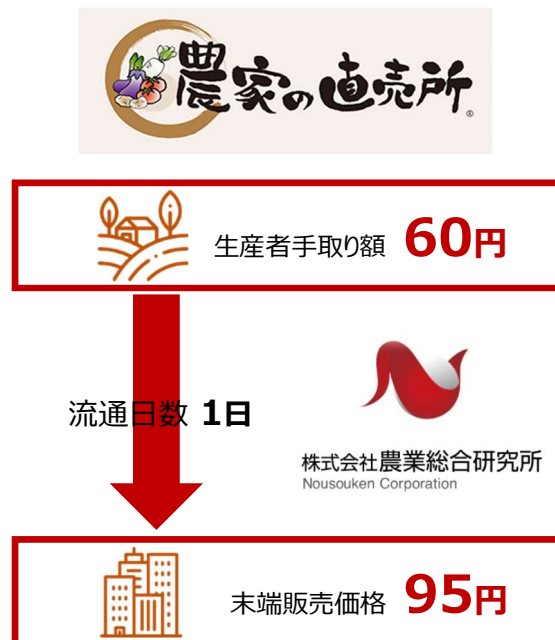 農家の直売所®
生産者手取り額 60円
流通日数 1日
株式会社農業総合研究所
Nousouken Corporation
末端販売価格 95円